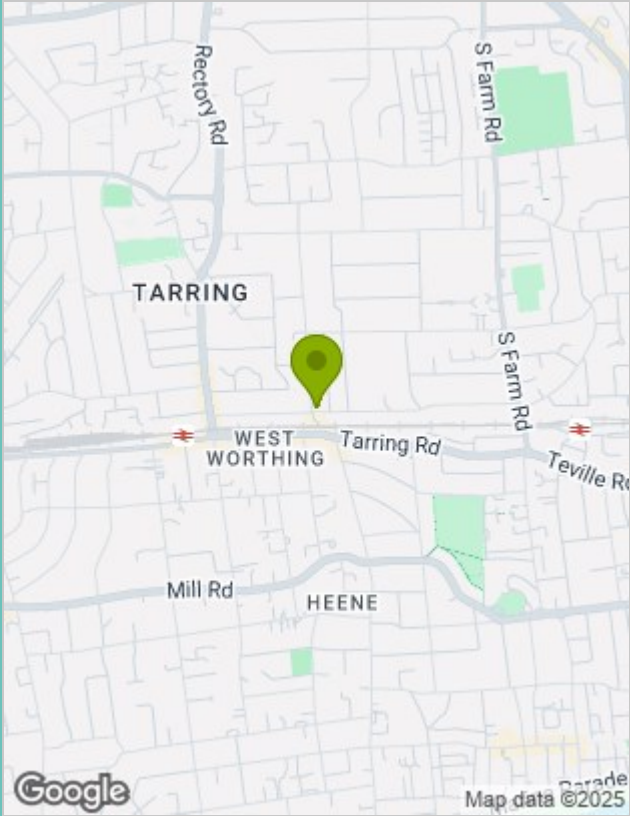 Rectory Rd
S Farm Rd
TARRING
S Farm Rd
WEST
WORTHING
Tarring Rd
Teville
Mill Rd
HEENE
Parade
Google
Map data ©2025